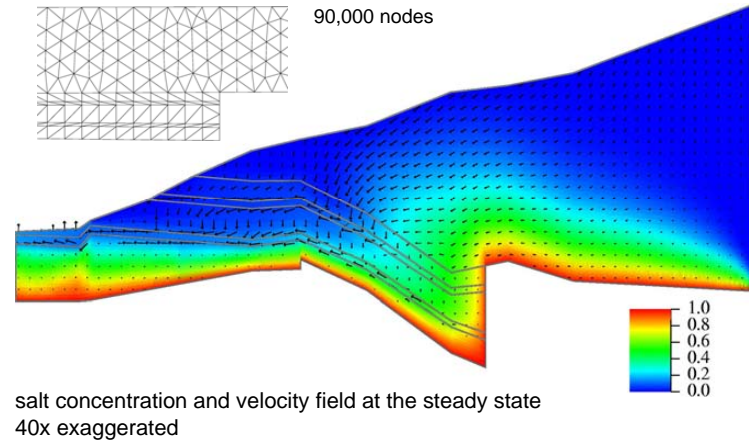 90,000 nodes
1.0
0.8
0.6
0.4
0.2
0.0
salt concentration and velocity field at the steady state
40x exaggerated